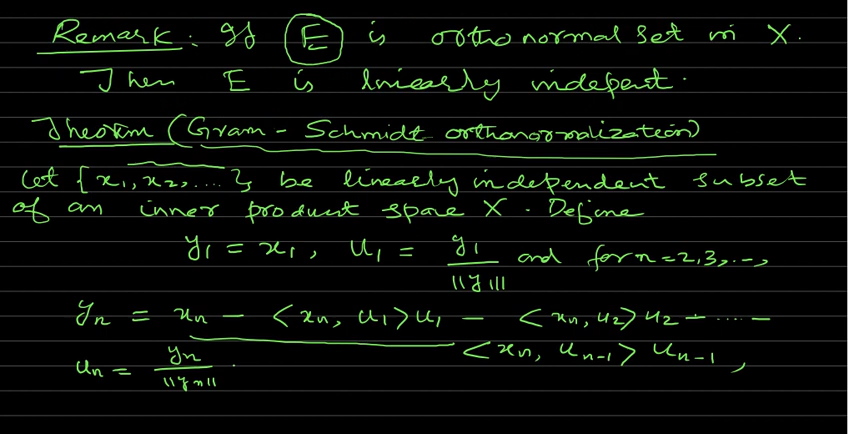 Remark: If E is orthonormal set in X.
Then E is linearly indepent.
Theorem (Gram-Schmidt orthonormalization)
Let {x₁, x₂, ....} be linearly independent subset
of an inner product space X. Define
y₁ = x₁, u₁ = y₁/||y₁|| and for n = 2,3,...,
yₙ = xₙ - <xₙ, u₁>u₁ - <xₙ, u₂>u₂ - .... -
<xₙ, uₙ₋₁> uₙ₋₁,
uₙ = yₙ/||yₙ||.